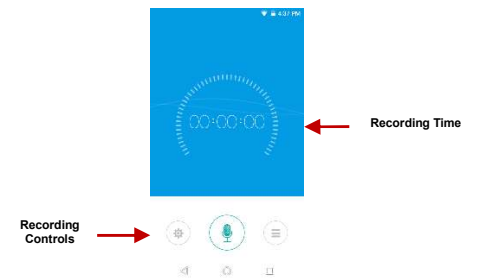 4:37 PM
00:00:00
Recording Time
Recording
Controls